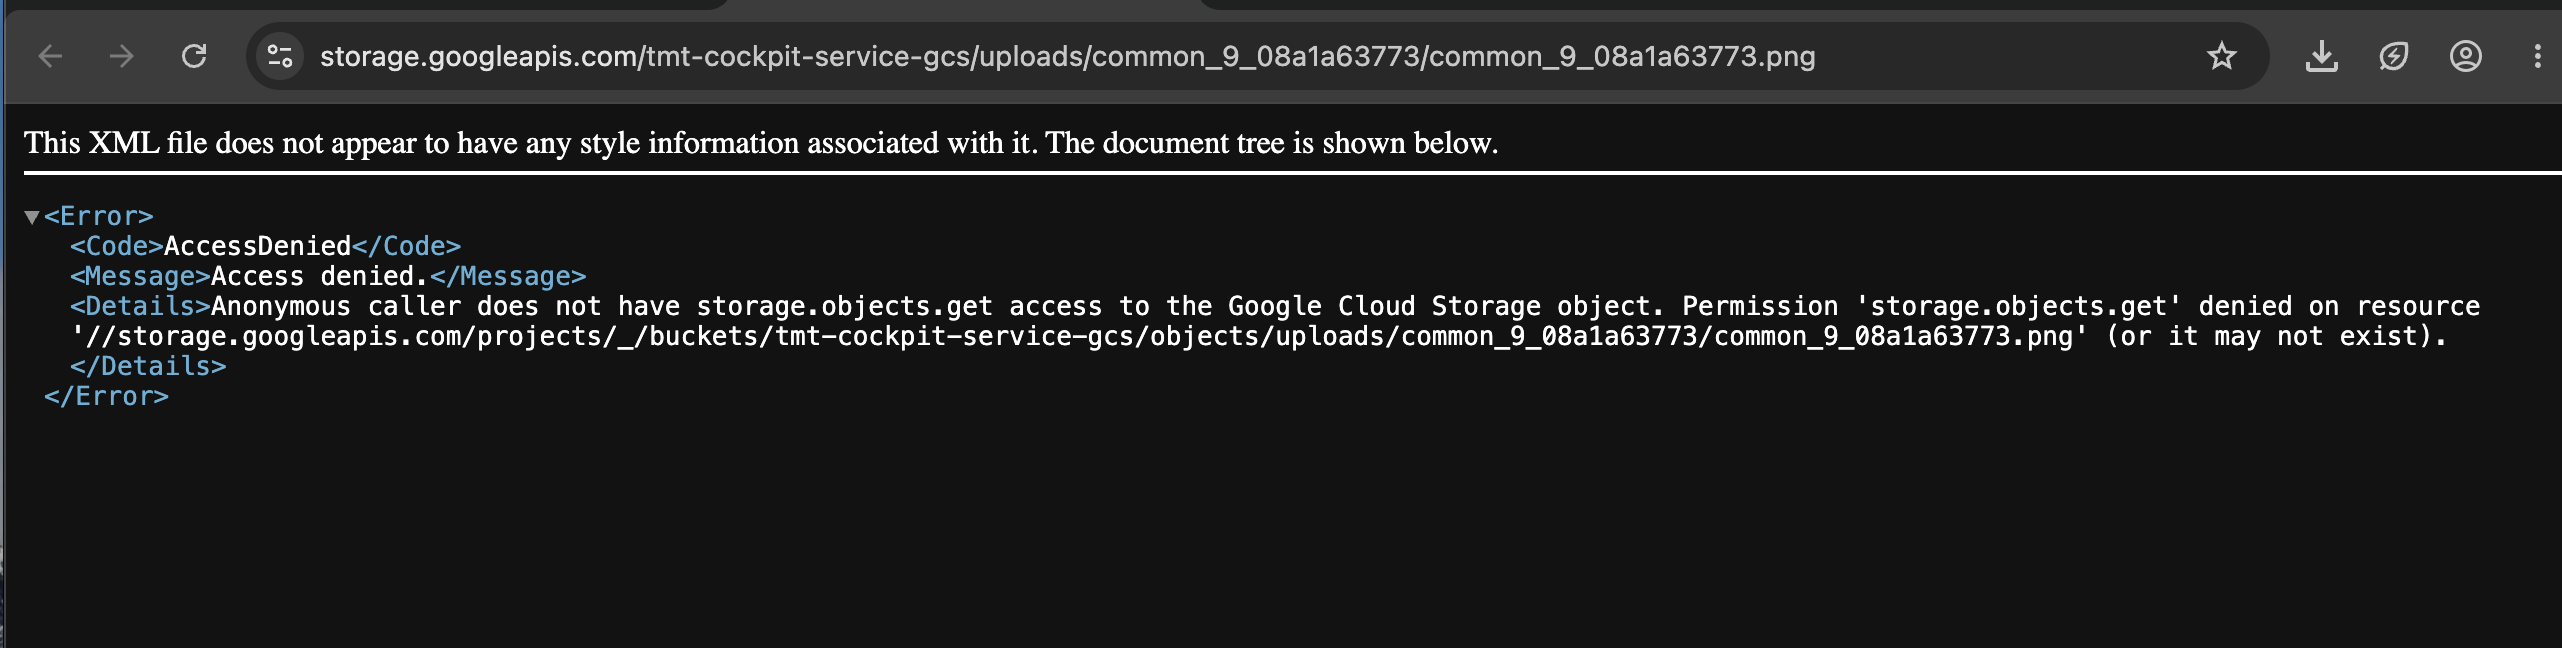 storage.googleapis.com/tmt-cockpit-service-gcs/uploads/common_9_08a1a63773/common_9_08a1a63773.png
This XML file does not appear to have any style information associated with it. The document tree is shown below.
▼<Error>
<Code>AccessDenied</Code>
<Message>Access denied.</Message>
<Details>Anonymous caller does not have storage.objects.get access to the Google Cloud Storage object. Permission 'storage.objects.get' denied on resource
'//storage.googleapis.com/projects/_/buckets/tmt-cockpit-service-gcs/objects/uploads/common_9_08a1a63773/common_9_08a1a63773.png' (or it may not exist).
</Details>
</Error>